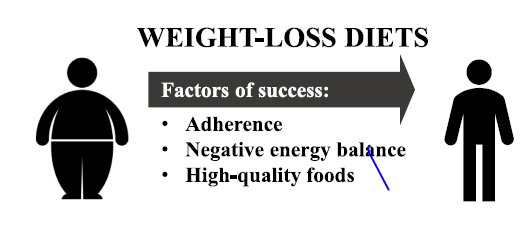 WEIGHT-LOSS DIETS
Factors of success:
• Adherence
• Negative energy balance
• High-quality foods